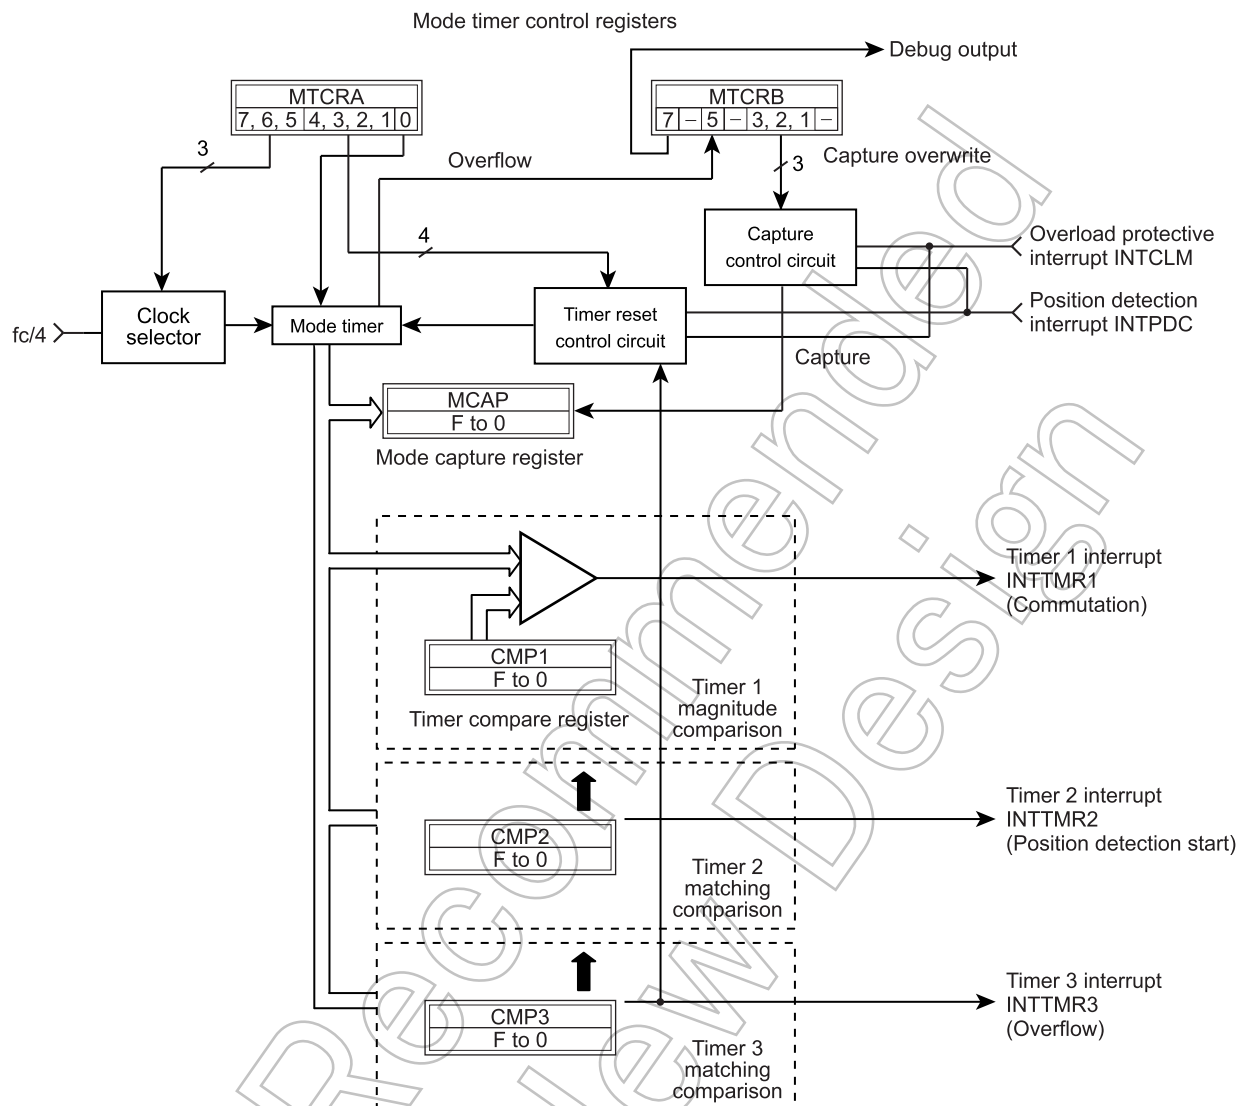 Mode timer control registers
Debug output
MTCRA
7, 6, 5 4, 3, 2, 1 0
MTCRB
7 – 5 – 3, 2, 1 –
3
Overflow
3
Capture overwrite
4
Capture
control circuit
Overload protective
interrupt INTCLM
fc/4
Clock
selector
Mode timer
Timer reset
control circuit
Position detection
interrupt INTPDC
Capture
MCAP
F to 0
Mode capture register
Timer 1 interrupt
INTTMR1
(Commutation)
CMP1
F to 0
Timer compare register
Timer 1
magnitude
comparison
Timer 2 interrupt
INTTMR2
(Position detection start)
CMP2
F to 0
Timer 2
matching
comparison
Timer 3 interrupt
INTTMR3
(Overflow)
CMP3
F to 0
Timer 3
matching
comparison
Recommended
New Design